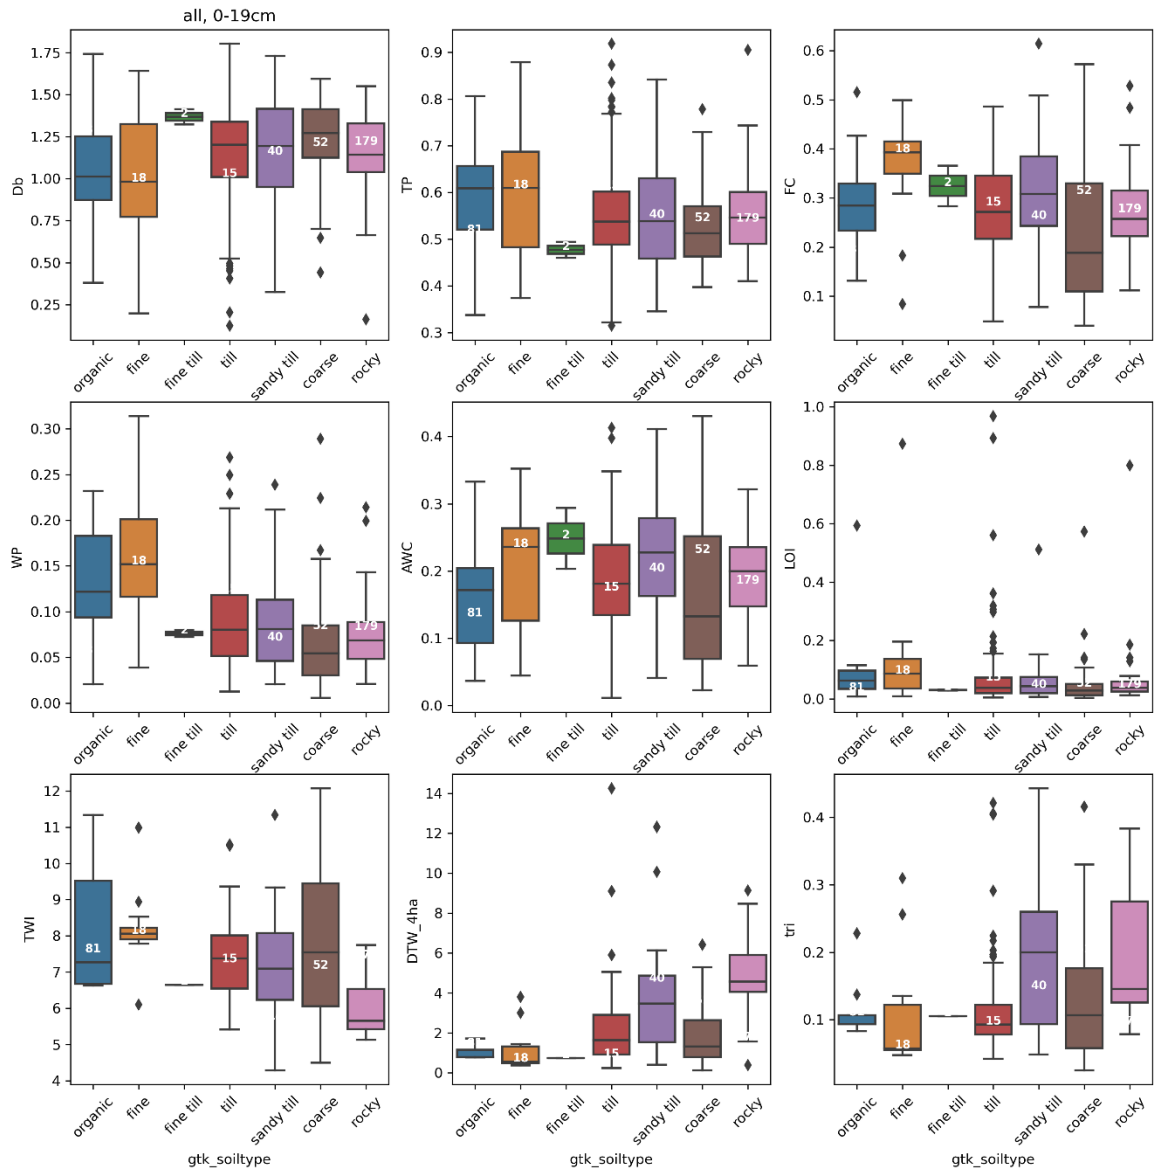 all, 0-19cm
Db
1.75
1.50
1.25
1.00
0.75
0.50
0.25
18
2
15
40
52
179
organic
fine
fine till
till
sandy till
coarse
rocky
TP
0.9
0.8
0.7
0.6
0.5
0.4
0.3
81
18
2
40
52
179
organic
fine
fine till
till
sandy till
coarse
rocky
FC
0.6
0.5
0.4
0.3
0.2
0.1
18
2
15
40
52
179
organic
fine
fine till
till
sandy till
coarse
rocky
WP
0.30
0.25
0.20
0.15
0.10
0.05
0.00
18
2
40
52
179
organic
fine
fine till
till
sandy till
coarse
rocky
AWC
0.4
0.3
0.2
0.1
0.0
81
18
2
15
40
52
179
organic
fine
fine till
till
sandy till
coarse
rocky
LOI
1.0
0.8
0.6
0.4
0.2
0.0
81
18
15
40
52
179
organic
fine
fine till
till
sandy till
coarse
rocky
TWI
12
11
10
9
8
7
6
5
4
81
18
15
52
organic
fine
fine till
till
sandy till
coarse
rocky
gtk_soiltype
DTW_4ha
14
12
10
8
6
4
2
0
18
15
40
organic
fine
fine till
till
sandy till
coarse
rocky
gtk_soiltype
tri
0.4
0.3
0.2
0.1
18
15
40
organic
fine
fine till
till
sandy till
coarse
rocky
gtk_soiltype